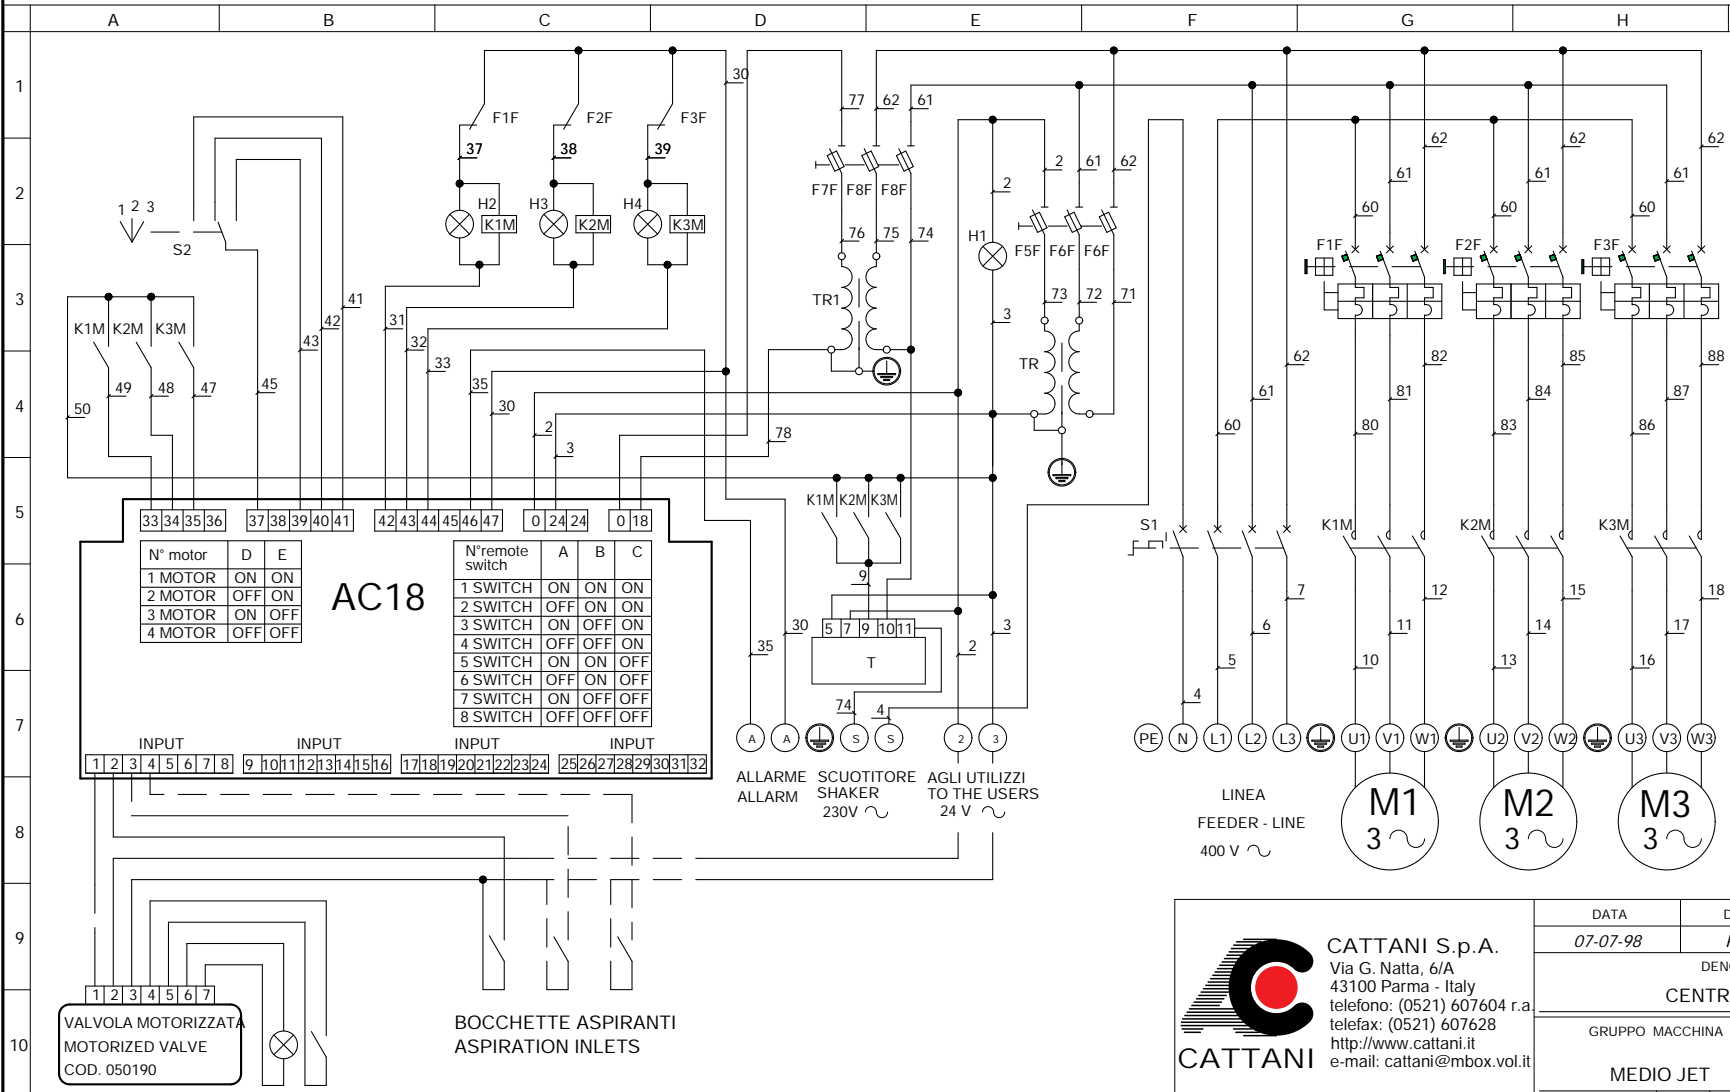 A B C D E F G H
1
2
3
4
5
6
7
8
9
10
30
77 62 61
F1F F2F F3F
37 38 39
H2 K1M H3 K2M H4 K3M
1 2 3
S2
F7F F8F F8F
76 75 74
TR1
2
H1
3
2 61 62
F5F F6F F6F
73 72 71
TR
62 62 62
61 61 61
60 60 60
F1F F2F F3F
41
42
43
45
31
32
33
35
30
2
3
78
K1M K2M K3M
49 48 47
50
62
61
60
82 85 88
81 84 87
80 83 86
33 34 35 36
37 38 39 40 41
42 43 44 45 46 47
0 24 24
0 18
K1M K2M K3M
9
S1
K1M K2M K3M
N° motor D E
1 MOTOR ON ON
2 MOTOR OFF ON
3 MOTOR ON OFF
4 MOTOR OFF OFF
AC18
N°remote switch A B C
1 SWITCH ON ON ON
2 SWITCH OFF ON ON
3 SWITCH ON OFF ON
4 SWITCH OFF OFF ON
5 SWITCH ON ON OFF
6 SWITCH OFF ON OFF
7 SWITCH ON OFF OFF
8 SWITCH OFF OFF OFF
35
30
5 7 9 10 11
T
74
4
2
3
7
6
5
4
12 15 18
11 14 17
10 13 16
A A S S 2 3
PE N L1 L2 L3 U1 V1 W1 U2 V2 W2 U3 V3 W3
INPUT INPUT INPUT INPUT
1 2 3 4 5 6 7 8
9 10 11 12 13 14 15 16
17 18 19 20 21 22 23 24
25 26 27 28 29 30 31 32
ALLARME
ALLARM
SCUOTITORE
SHAKER
230V
AGLI UTILIZZI
TO THE USERS
24 V
LINEA
FEEDER - LINE
400 V
M1
3
M2
3
M3
3
1 2 3 4 5 6 7
VALVOLA MOTORIZZATA
MOTORIZED VALVE
COD. 050190
BOCCHETTE ASPIRANTI
ASPIRATION INLETS
CATTANI
CATTANI S.p.A.
Via G. Natta, 6/A
43100 Parma - Italy
telefono: (0521) 607604 r.a.
telefax: (0521) 607628
http://www.cattani.it
e-mail: cattani@mbox.vol.it
DATA
07-07-98
GRUPPO MACCHINA
MEDIO JET